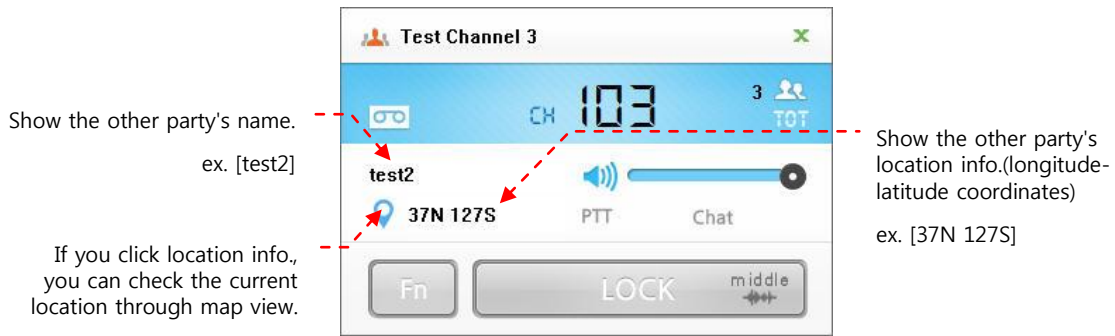 Test Channel 3
x
CH 103
3
TOT
Show the other party's name.
ex. [test2]
test2
37N 127S
PTT
Chat
Show the other party's
location info.(longitude-
latitude coordinates)
ex. [37N 127S]
If you click location info.,
you can check the current
location through map view.
Fn
LOCK
middle